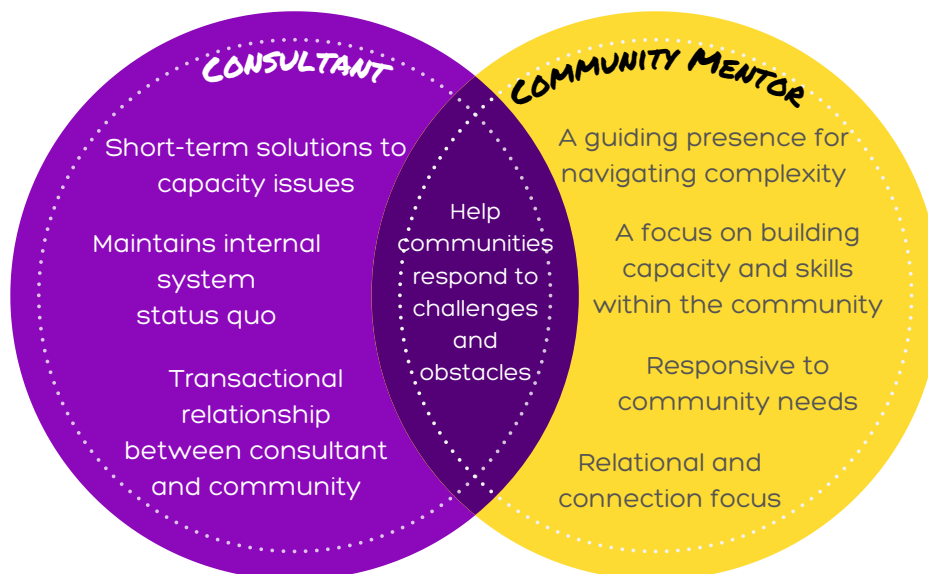 CONSULTANT
Short-term solutions to
capacity issues
Maintains internal
system
status quo
Transactional
relationship
between consultant
and community
Help
communities
respond to
challenges
and
obstacles
COMMUNITY MENTOR
A guiding presence for
navigating complexity
A focus on building
capacity and skills
within the community
Responsive to
community needs
Relational and
connection focus